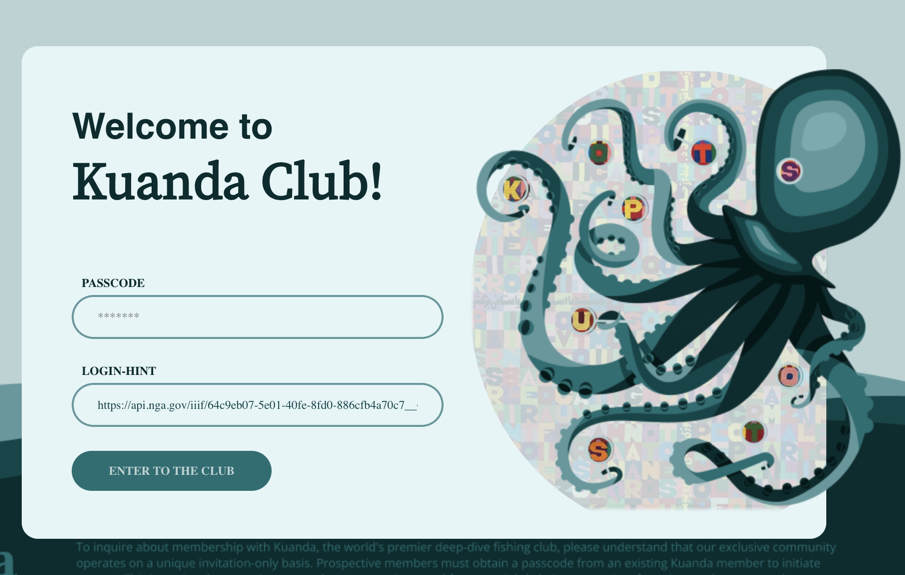 Welcome to
Kuanda Club!
PASSCODE
*******
LOGIN-HINT
https://api.nga.gov/iiif/64c9eb07-5e01-40fe-8fd0-886cfb4a70c7__
ENTER TO THE CLUB
O
T
S
K
P
U
O
T
S
To inquire about membership with Kuanda, the world's premier deep-dive fishing club, please understand that our exclusive community
operates on a unique invitation-only basis. Prospective members must obtain a passcode from an existing Kuanda member to initiate